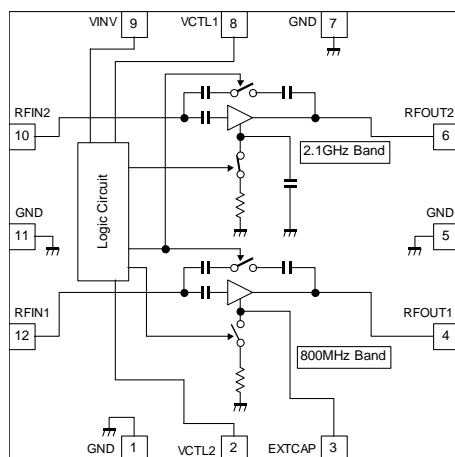 VINV
9
VCTL1
8
GND
7
RFIN2
10
RFOUT2
6
2.1GHz Band
Logic Circuit
GND
11
GND
5
RFIN1
12
RFOUT1
4
800MHz Band
GND
1
VCTL2
2
EXTCAP
3